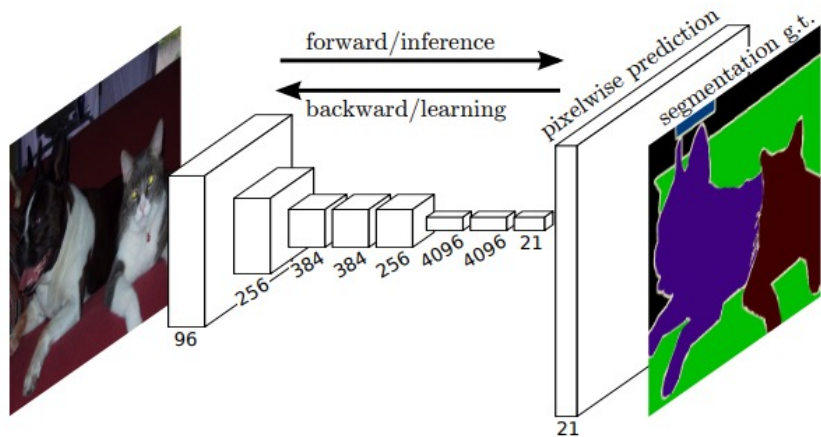 forward/inference
backward/learning
pixelwise prediction
segmentation g.t.
96
256
384
384
256
4096
4096
21
21